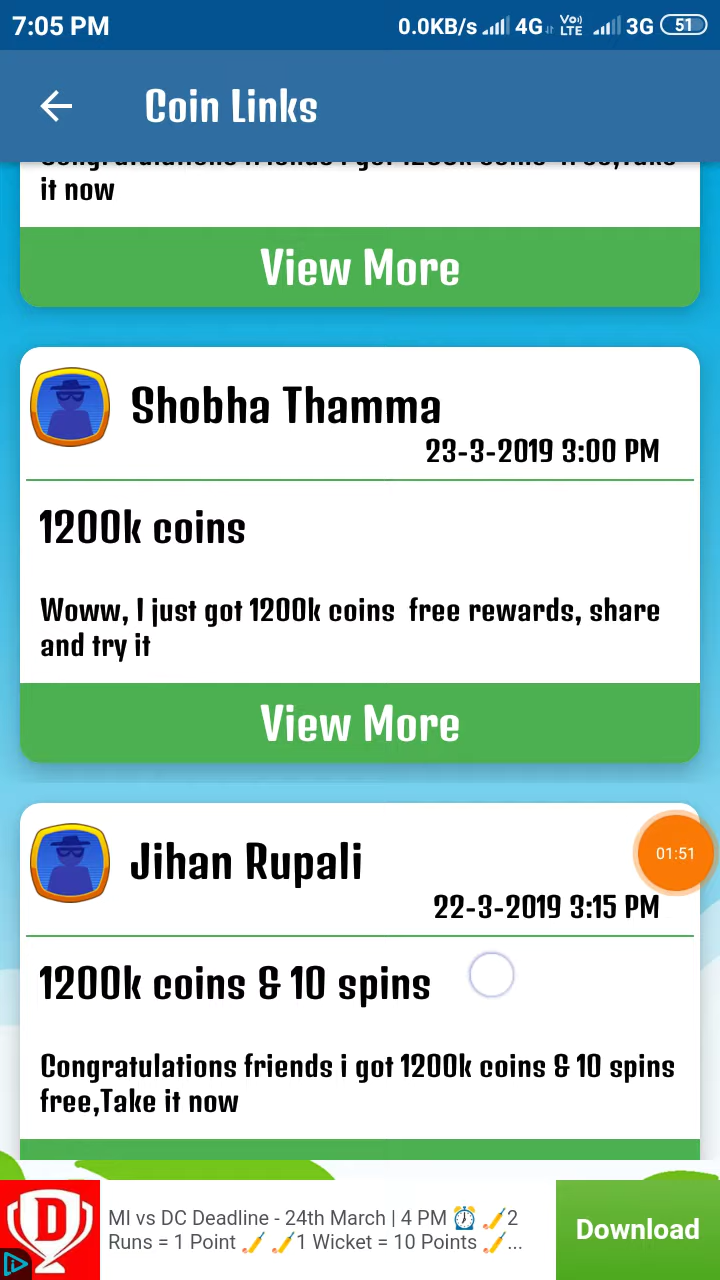 7:05 PM
0.0KB/s 4G VoLTE 3G 51
Coin Links
it now
View More
Shobha Thamma
23-3-2019 3:00 PM
1200k coins
Woww, I just got 1200k coins free rewards, share
and try it
View More
Jihan Rupali
01:51
22-3-2019 3:15 PM
1200k coins & 10 spins
Congratulations friends i got 1200k coins & 10 spins
free,Take it now
D
MI vs DC Deadline - 24th March | 4 PM ⏰ 🏏2
Runs = 1 Point 🏏 🏏1 Wicket = 10 Points 🏏...
Download